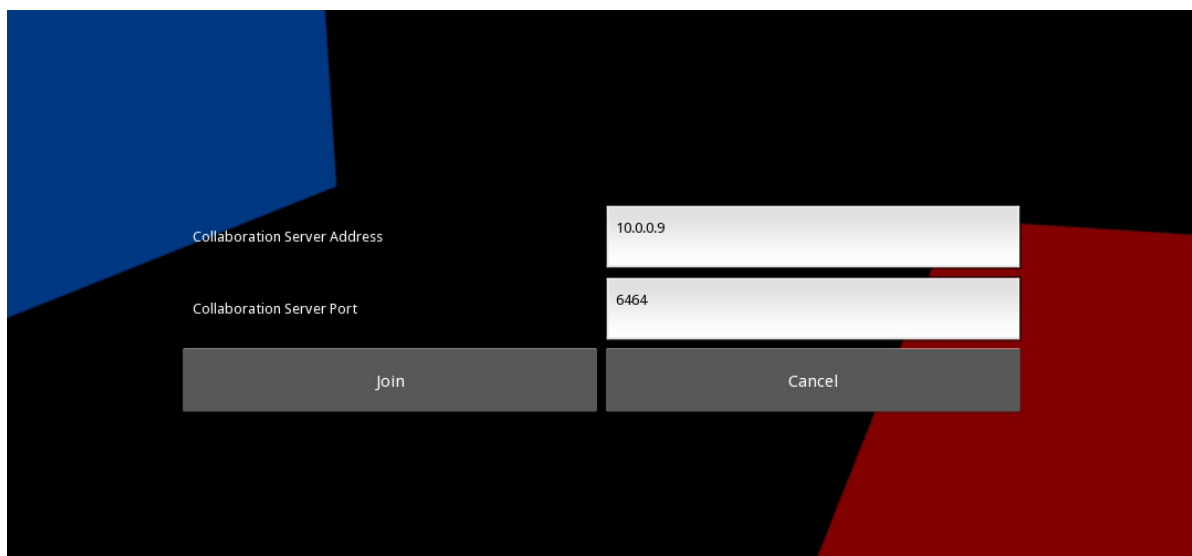 Collaboration Server Address
10.0.0.9
Collaboration Server Port
6464
Join
Cancel